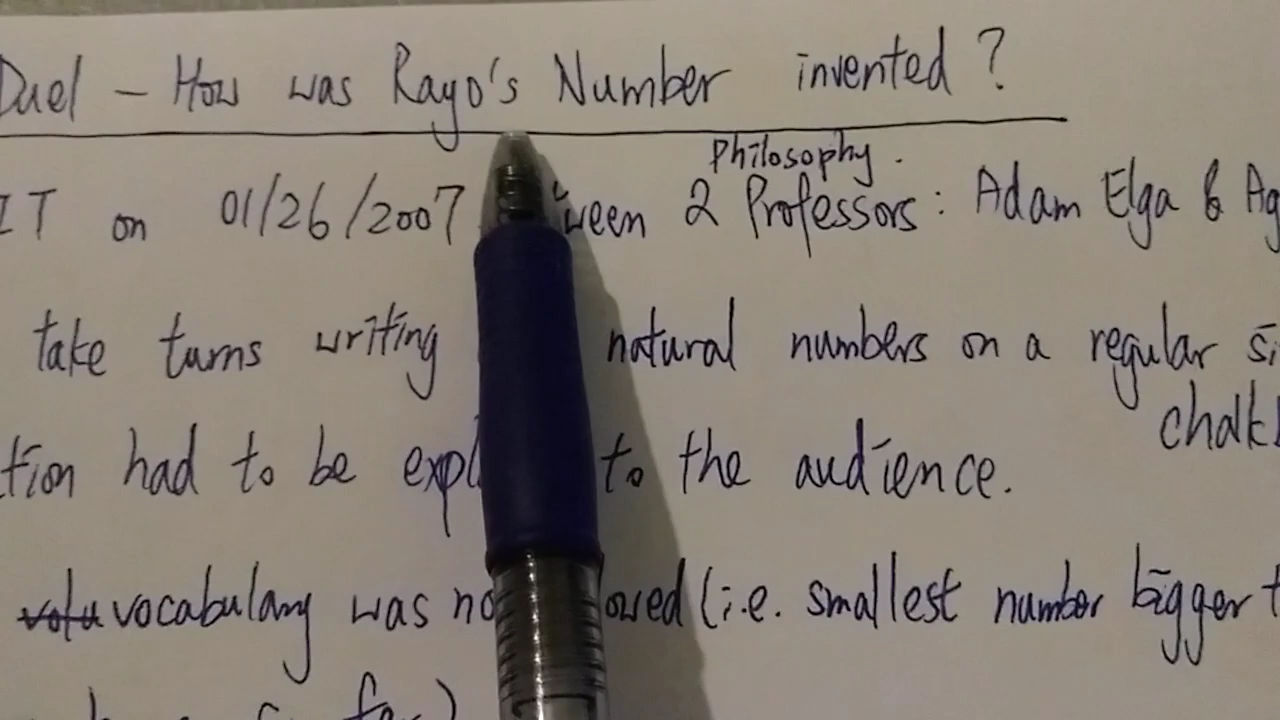 Duel - How was Rayo's Number invented?
Philosophy.
IT on 01/26/2007 ween 2 Professors: Adam Elga & Ag
take turns writing natural numbers on a regular si
chalk
tion had to be expl to the audience.
vocabulary was no owed (i.e. smallest number bigger t